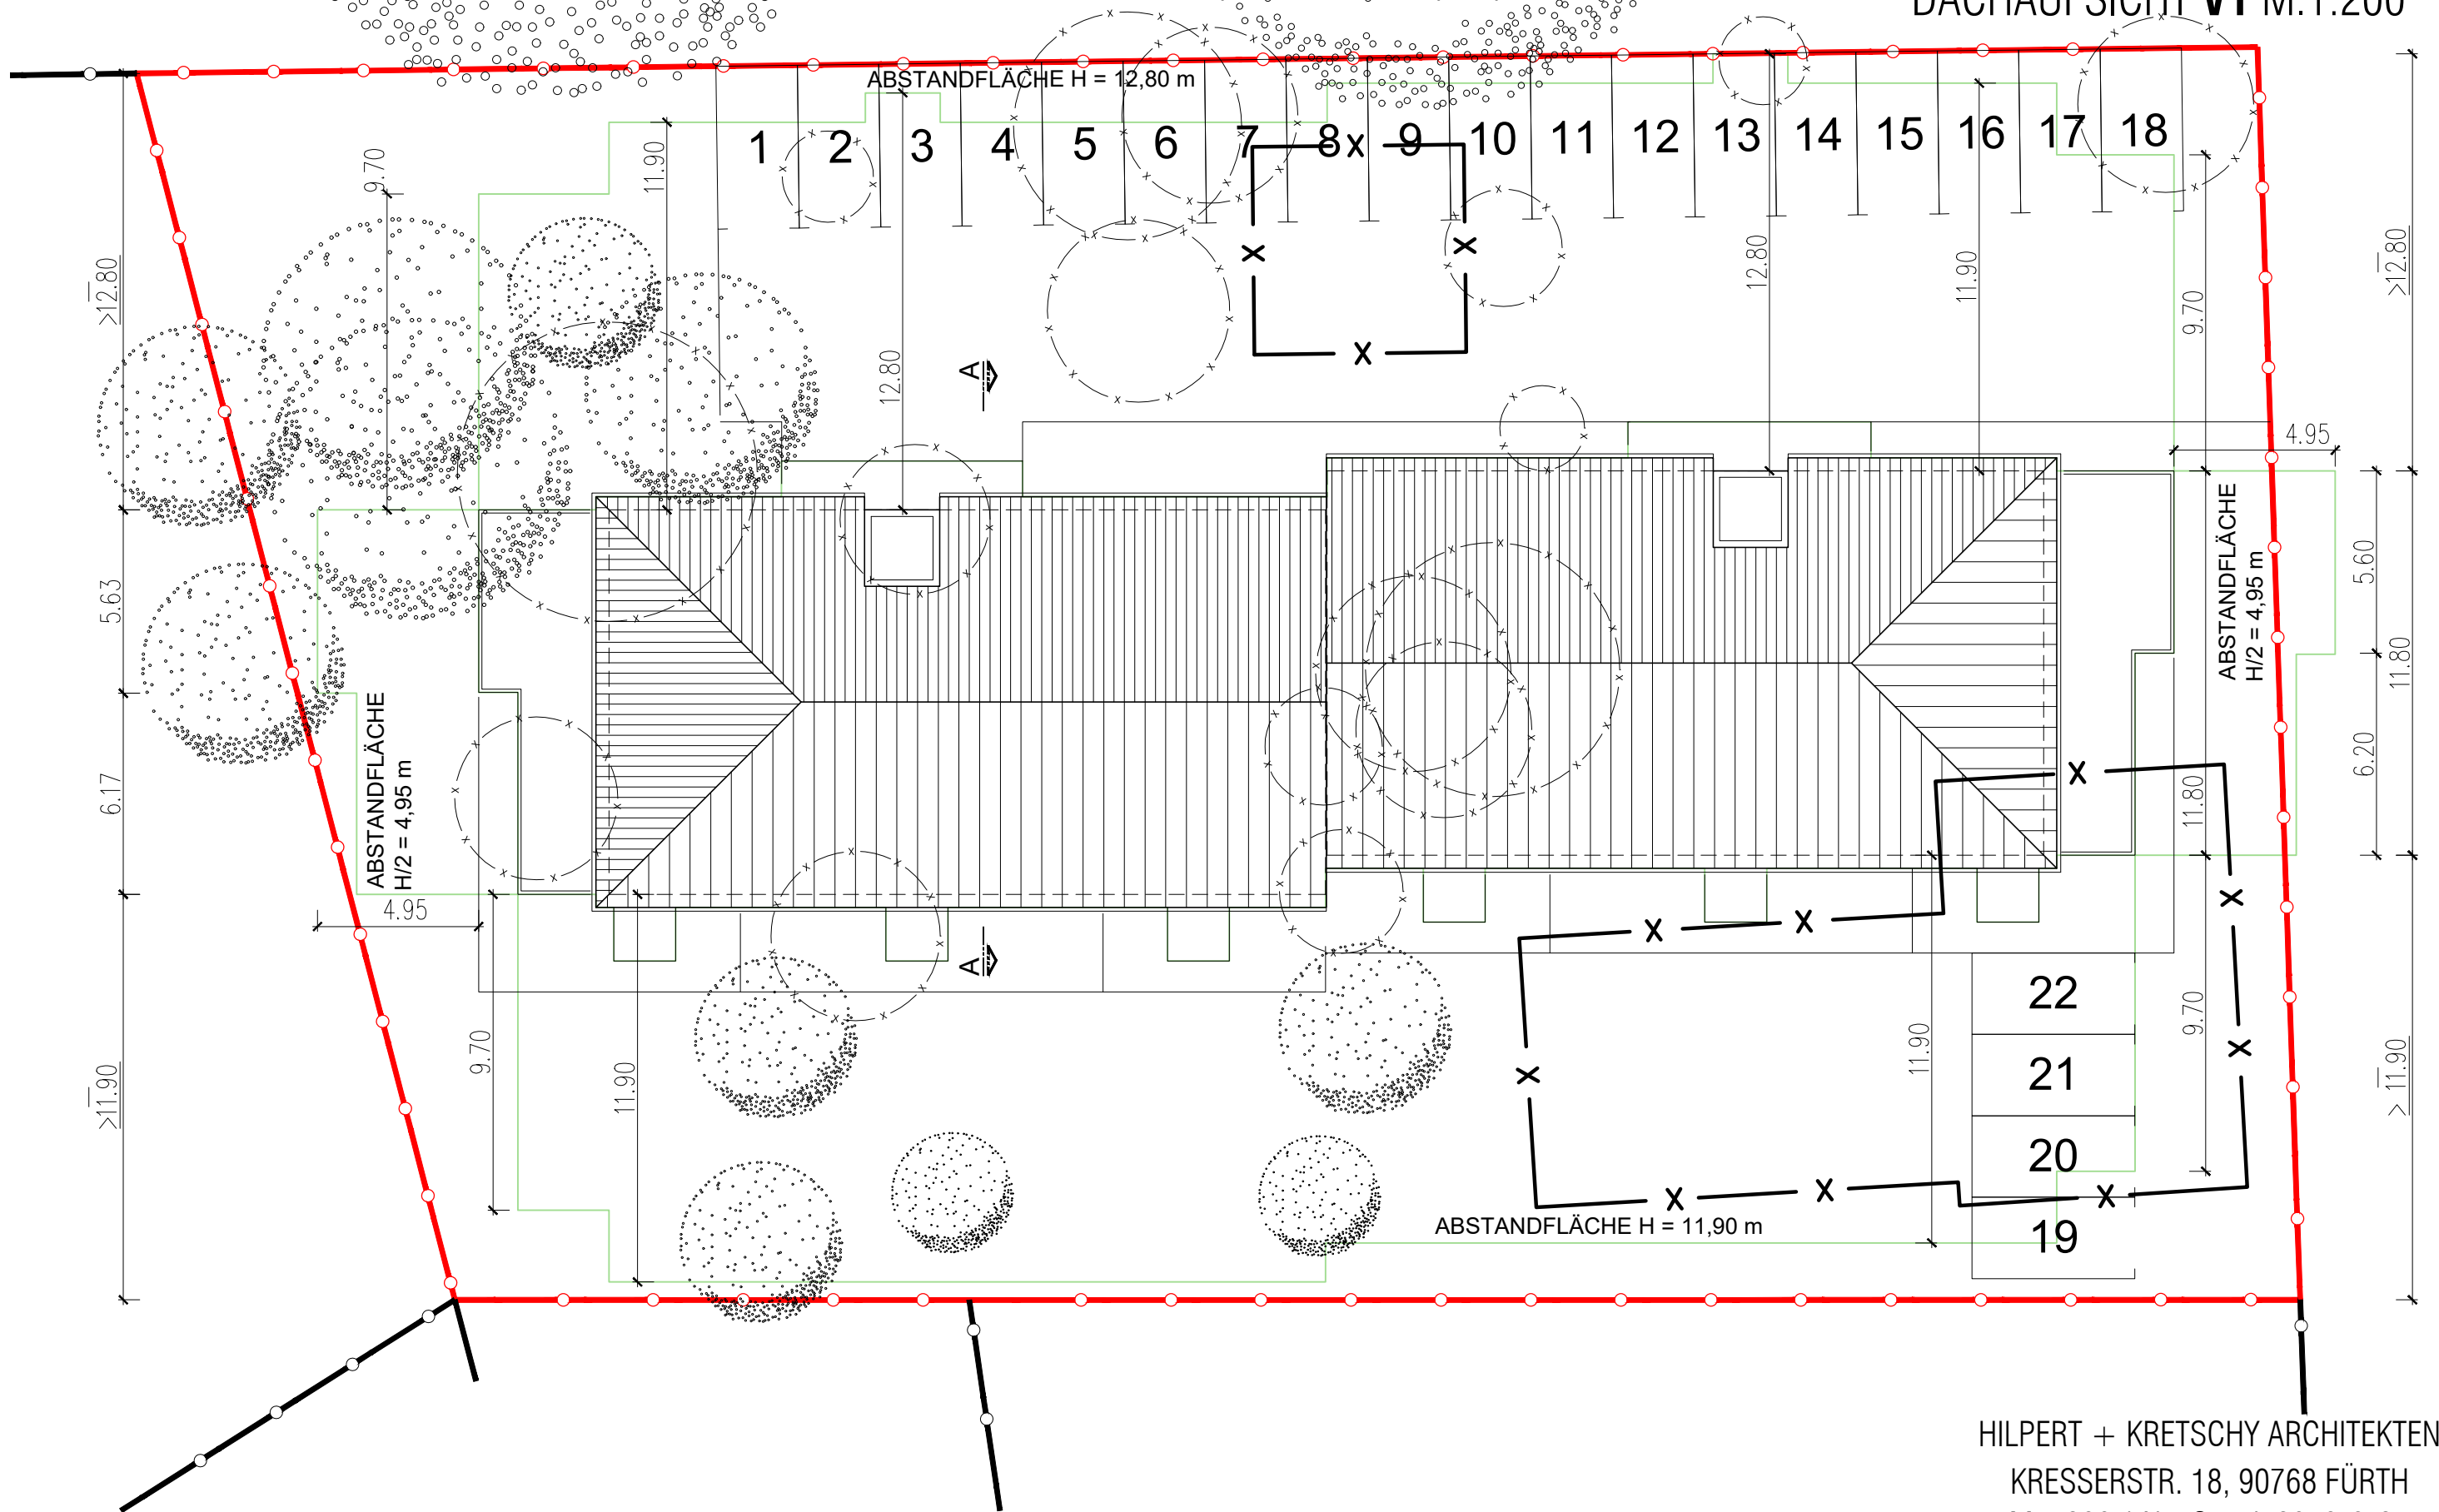 DACHAUFSICHT V1 M.1:200
ABSTANDFLÄCHE H = 12,80 m
1 2 3 4 5 6 7 8 9 10 11 12 13 14 15 16 17 18
9.70
11.90
12.80
12.80
11.90
9.70
>12.80
>12.80
A
4.95
ABSTANDFLÄCHE
H/2 = 4,95 m
5.63
5.60
11.80
6.17
6.20
ABSTANDFLÄCHE
H/2 = 4,95 m
4.95
11.80
A
22
21
20
19
9.70
11.90
11.90
9.70
>11.90
>11.90
ABSTANDFLÄCHE H = 11,90 m
HILPERT + KRETSCHY ARCHITEKTEN
KRESSERSTR. 18, 90768 FÜRTH